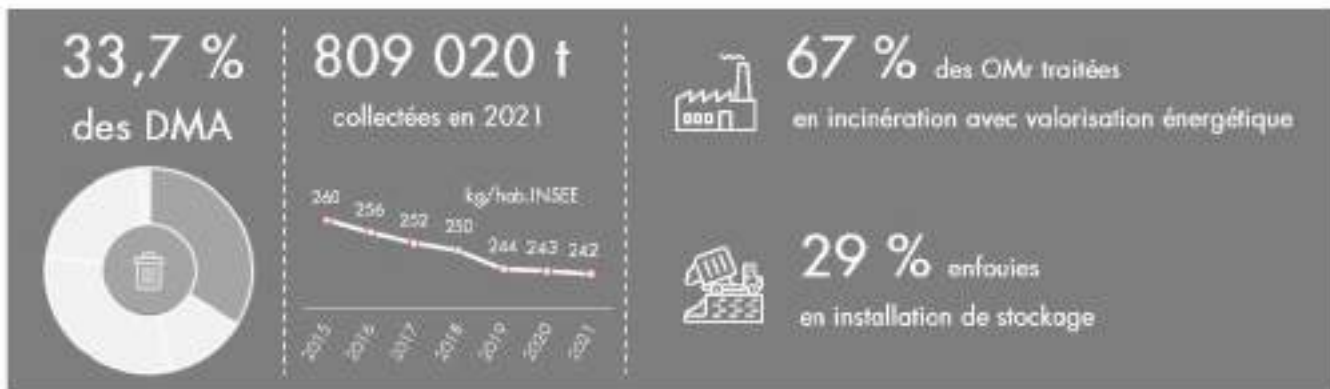 33,7 %
des DMA
809 020 t
collectées en 2021
kg/hab.INSEE
260
256
252
250
244
243
242
2015
2016
2017
2018
2019
2020
2021
67 % des OMr traitées
en incinération avec valorisation énergétique
29 % enfouies
en installation de stockage